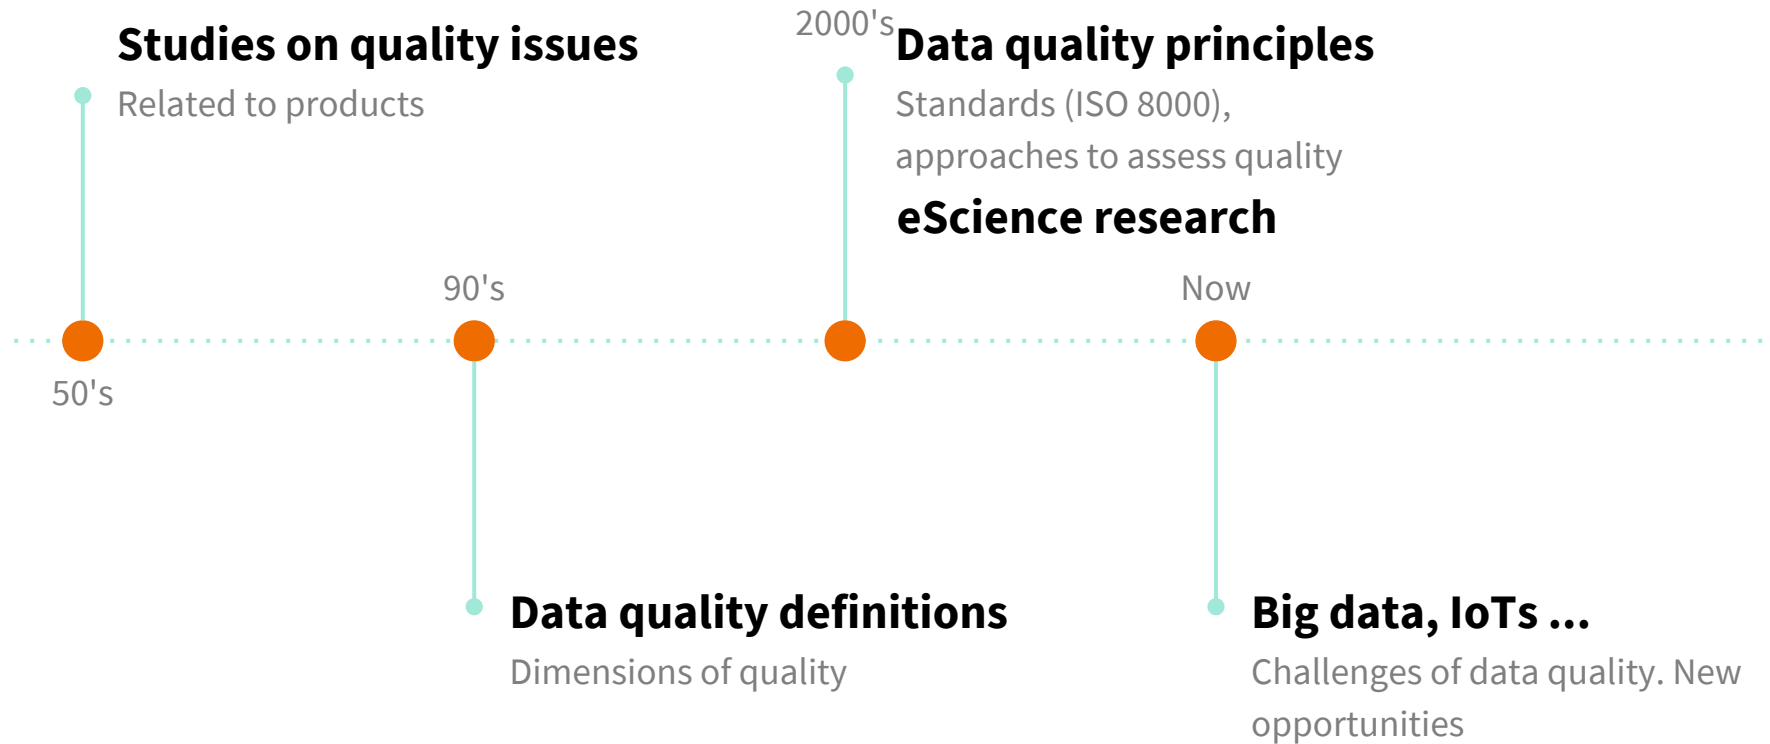 Studies on quality issues
Related to products
50's
90's
Data quality definitions
Dimensions of quality
2000's
Data quality principles
Standards (ISO 8000),
approaches to assess quality
eScience research
Now
Big data, IoTs ...
Challenges of data quality. New
opportunities